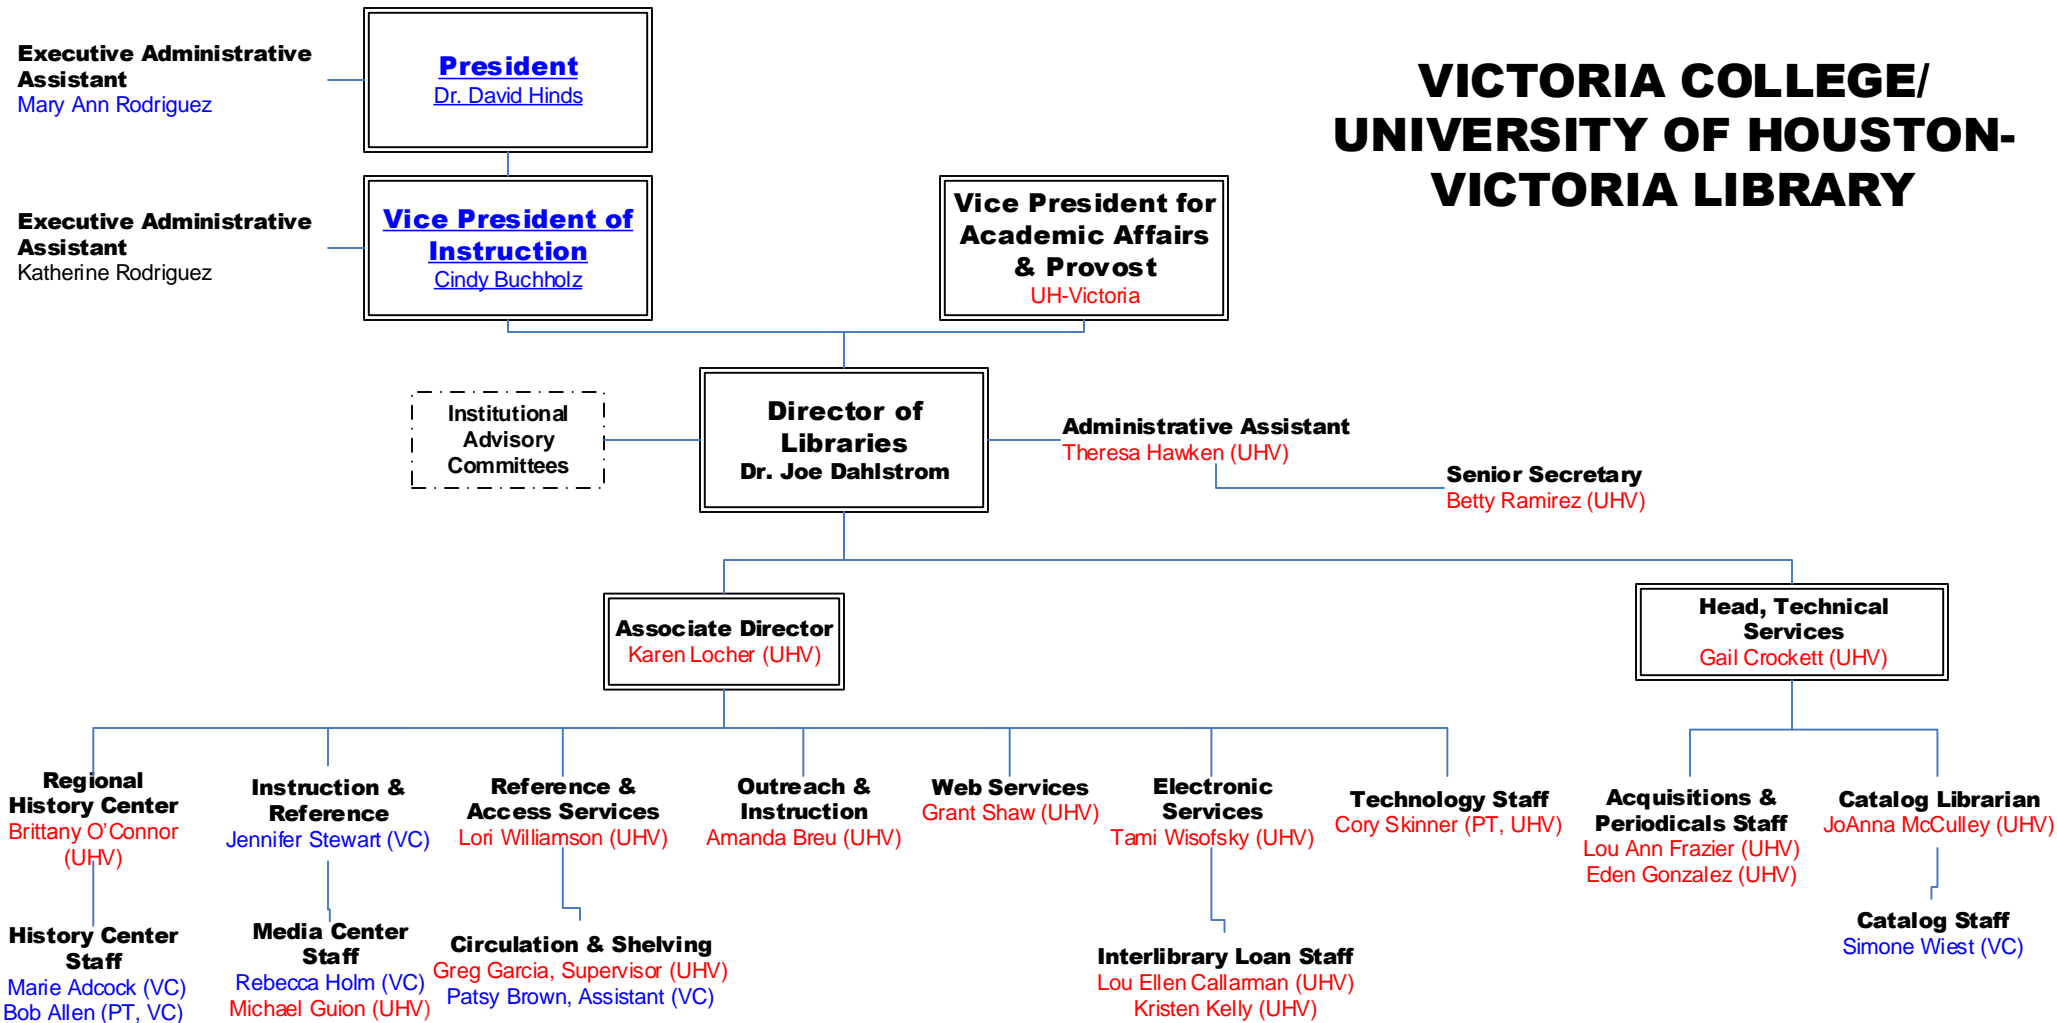 Executive Administrative
Assistant
Mary Ann Rodriguez
President
Dr. David Hinds
VICTORIA COLLEGE/
UNIVERSITY OF HOUSTON-
VICTORIA LIBRARY
Executive Administrative
Assistant
Katherine Rodriguez
Vice President of
Instruction
Cindy Buchholz
Vice President for
Academic Affairs
& Provost
UH-Victoria
Institutional
Advisory
Committees
Director of
Libraries
Dr. Joe Dahlstrom
Administrative Assistant
Theresa Hawken (UHV)
Senior Secretary
Betty Ramirez (UHV)
Associate Director
Karen Locher (UHV)
Head, Technical
Services
Gail Crockett (UHV)
Regional
History Center
Brittany O'Connor
(UHV)
Instruction &
Reference
Jennifer Stewart (VC)
Reference &
Access Services
Lori Williamson (UHV)
Outreach &
Instruction
Amanda Breu (UHV)
Web Services
Grant Shaw (UHV)
Electronic
Services
Tami Wisofsky (UHV)
Technology Staff
Cory Skinner (PT, UHV)
Acquisitions &
Periodicals Staff
Lou Ann Frazier (UHV)
Eden Gonzalez (UHV)
Catalog Librarian
JoAnna McCulley (UHV)
History Center
Staff
Marie Adcock (VC)
Bob Allen (PT, VC)
Media Center
Staff
Rebecca Holm (VC)
Michael Guion (UHV)
Circulation & Shelving
Greg Garcia, Supervisor (UHV)
Patsy Brown, Assistant (VC)
Interlibrary Loan Staff
Lou Ellen Callarman (UHV)
Kristen Kelly (UHV)
Catalog Staff
Simone Wiest (VC)